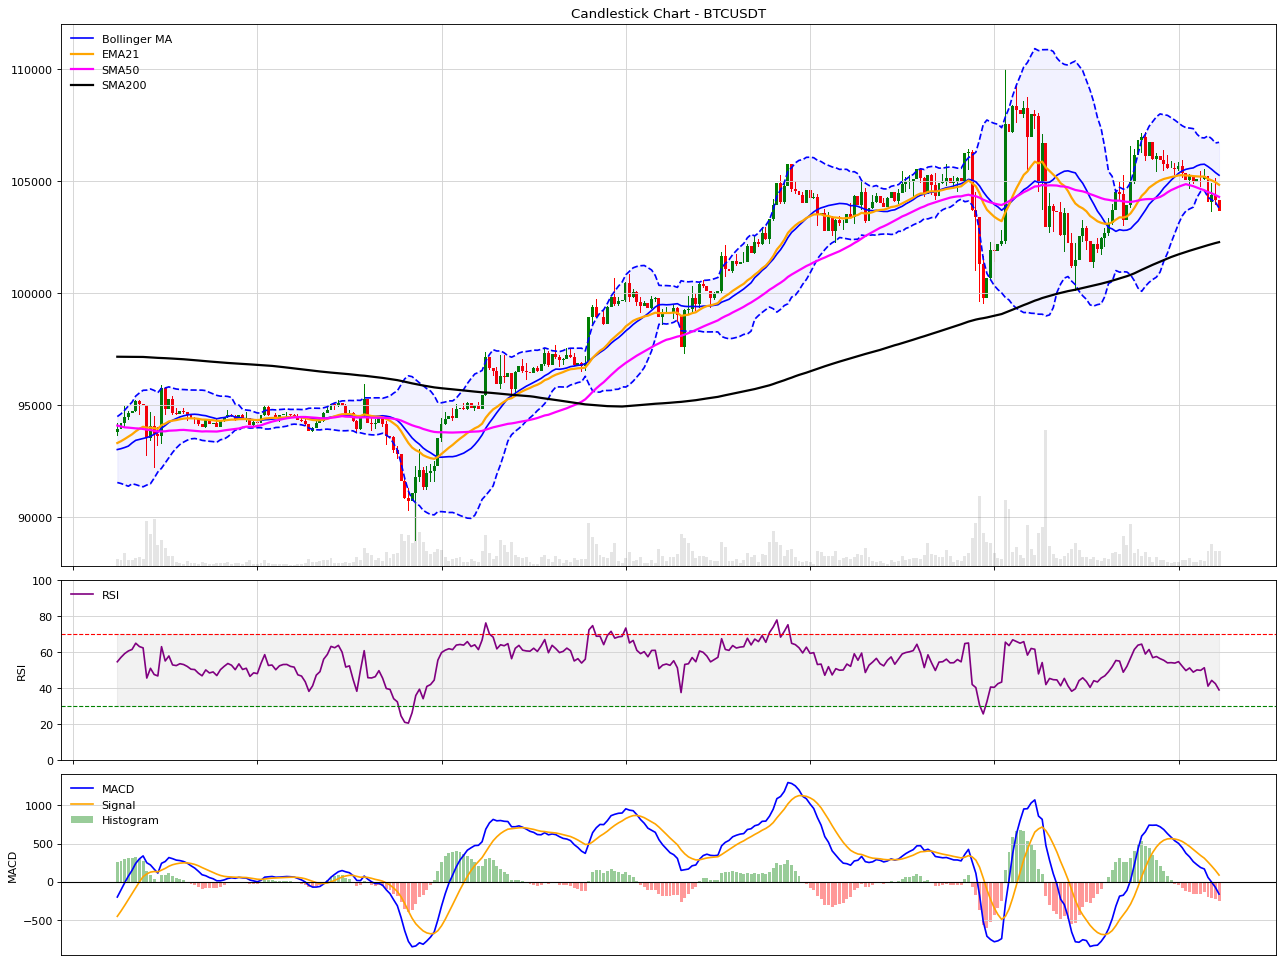 Candlestick Chart - BTCUSDT
Bollinger MA
EMA21
SMA50
SMA200
110000
105000
100000
95000
90000
RSI
100
80
60
40
20
0
RSI
MACD
Signal
Histogram
1000
500
0
−500
MACD